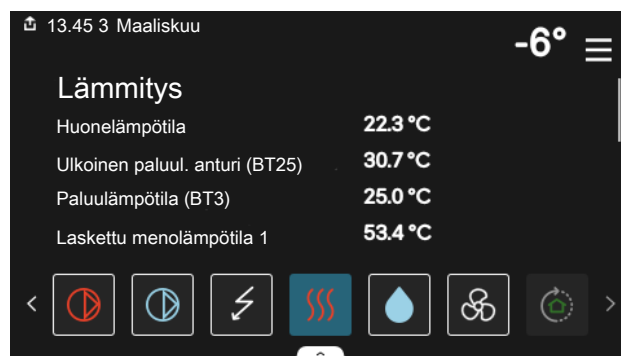 13.45 3 Maaliskuu
-6°
Lämmitys
Huonelämpötila 22.3 °C
Ulkoinen paluul. anturi (BT25) 30.7 °C
Paluulämpötila (BT3) 25.0 °C
Laskettu menolämpötila 1 53.4 °C